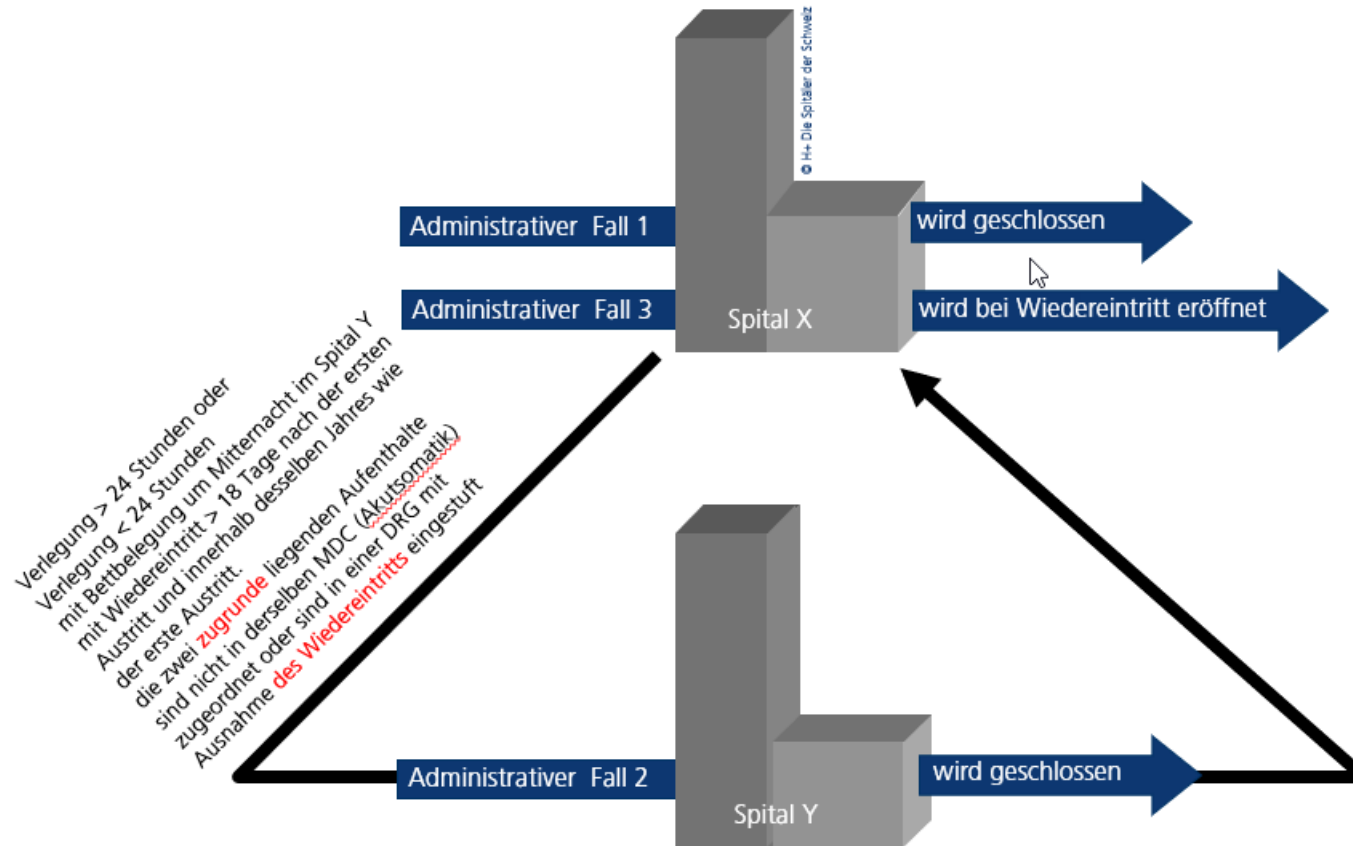 © H+ Die Spitäler der Schweiz
Administrativer Fall 1
wird geschlossen
Administrativer Fall 3
Spital X
wird bei Wiedereintritt eröffnet
Verlegung > 24 Stunden oder
Verlegung < 24 Stunden
mit Bettbelegung um Mitternacht im Spital Y
mit Wiedereintritt > 18 Tage nach der ersten
Austritt und innerhalb desselben Jahres wie
der erste Austritt.
die zwei zugrunde liegenden Aufenthalte
sind nicht in derselben MDC (Akutsomatik)
zugeordnet oder sind in einer DRG mit
Ausnahme des Wiedereintritts eingestuft
Administrativer Fall 2
wird geschlossen
Spital Y